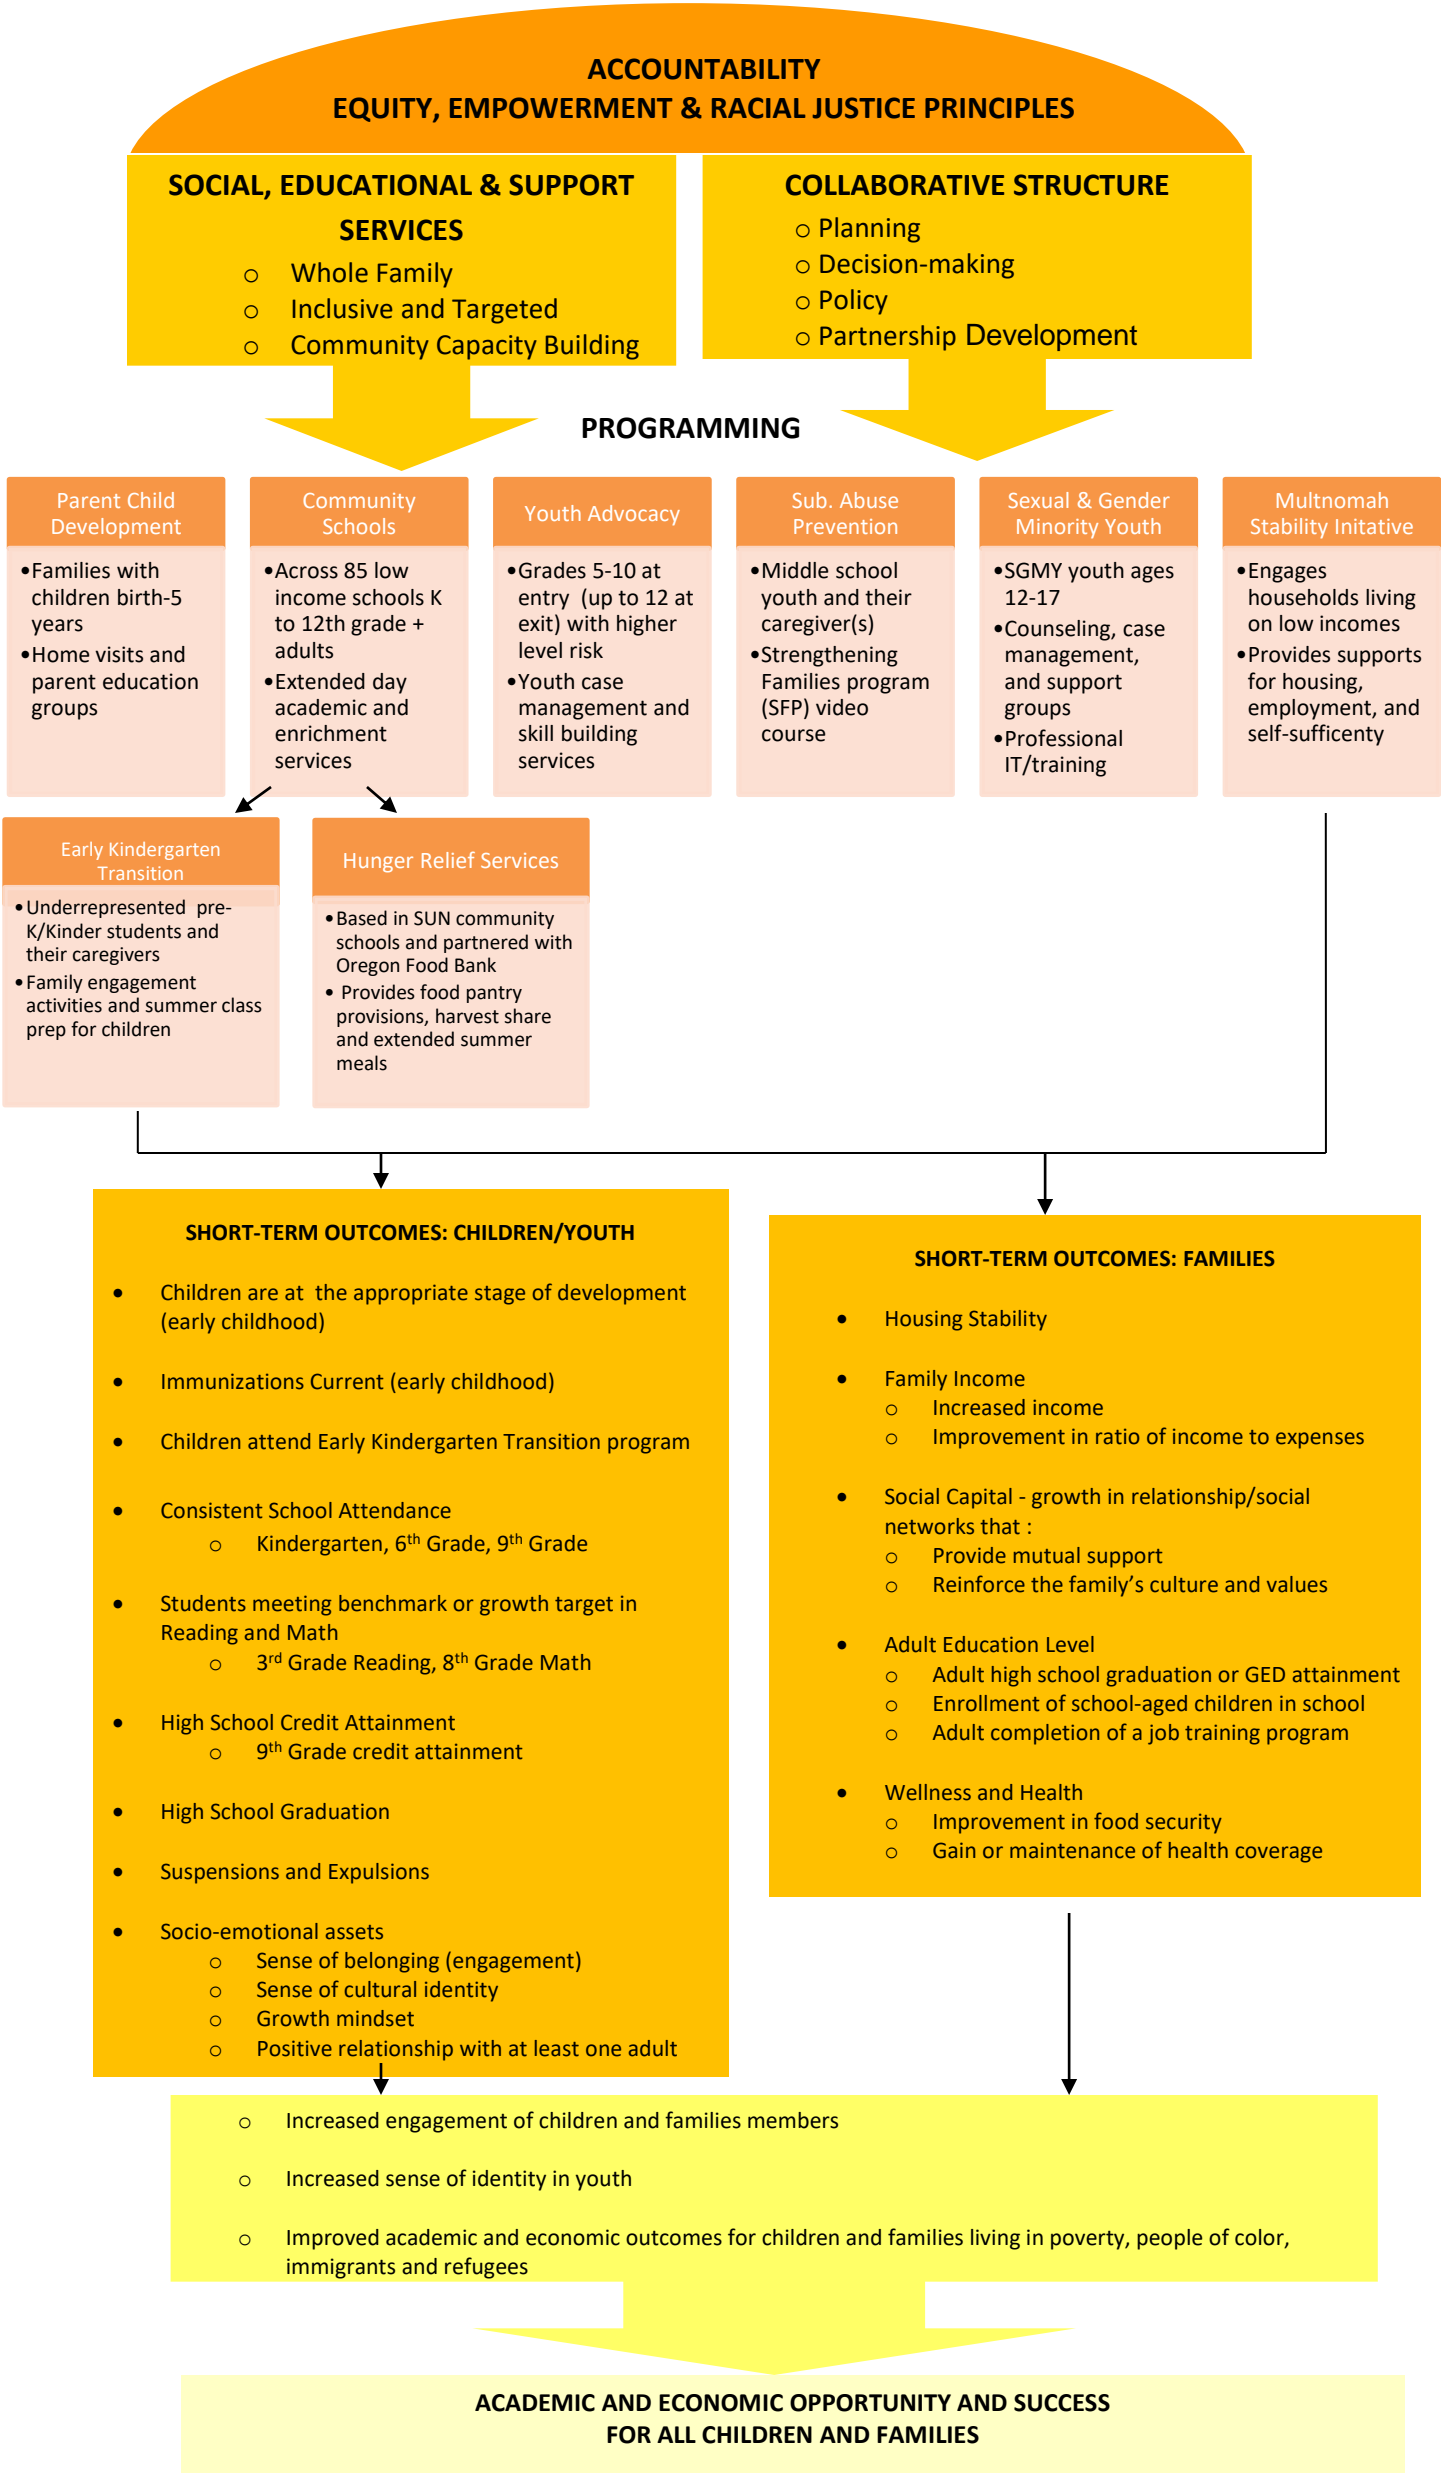 ACCOUNTABILITY
EQUITY, EMPOWERMENT & RACIAL JUSTICE PRINCIPLES
SOCIAL, EDUCATIONAL & SUPPORT
SERVICES
o Whole Family
o Inclusive and Targeted
o Community Capacity Building
COLLABORATIVE STRUCTURE
o Planning
o Decision-making
o Policy
o Partnership Development
PROGRAMMING
Parent Child
Development
•Families with
children birth-5
years
•Home visits and
parent education
groups
Community
Schools
•Across 85 low
income schools K
to 12th grade +
adults
•Extended day
academic and
enrichment
services
Youth Advocacy
•Grades 5-10 at
entry (up to 12 at
exit) with higher
level risk
•Youth case
management and
skill building
services
Sub. Abuse
Prevention
•Middle school
youth and their
caregiver(s)
•Strengthening
Families program
(SFP) video
course
Sexual & Gender
Minority Youth
•SGMY youth ages
12-17
•Counseling, case
management,
and support
groups
•Professional
IT/training
Multnomah
Stability Initative
•Engages
households living
on low incomes
•Provides supports
for housing,
employment, and
self-sufficenty
Early Kindergarten
Transition
•Underrepresented pre-
K/Kinder students and
their caregivers
•Family engagement
activities and summer class
prep for children
Hunger Relief Services
•Based in SUN community
schools and partnered with
Oregon Food Bank
• Provides food pantry
provisions, harvest share
and extended summer
meals
SHORT-TERM OUTCOMES: CHILDREN/YOUTH
• Children are at the appropriate stage of development
(early childhood)
• Immunizations Current (early childhood)
• Children attend Early Kindergarten Transition program
• Consistent School Attendance
o Kindergarten, 6th Grade, 9th Grade
• Students meeting benchmark or growth target in
Reading and Math
o 3rd Grade Reading, 8th Grade Math
• High School Credit Attainment
o 9th Grade credit attainment
• High School Graduation
• Suspensions and Expulsions
• Socio-emotional assets
o Sense of belonging (engagement)
o Sense of cultural identity
o Growth mindset
o Positive relationship with at least one adult
SHORT-TERM OUTCOMES: FAMILIES
• Housing Stability
• Family Income
o Increased income
o Improvement in ratio of income to expenses
• Social Capital - growth in relationship/social
networks that :
o Provide mutual support
o Reinforce the family’s culture and values
• Adult Education Level
o Adult high school graduation or GED attainment
o Enrollment of school-aged children in school
o Adult completion of a job training program
• Wellness and Health
o Improvement in food security
o Gain or maintenance of health coverage
o Increased engagement of children and families members
o Increased sense of identity in youth
o Improved academic and economic outcomes for children and families living in poverty, people of color,
immigrants and refugees
ACADEMIC AND ECONOMIC OPPORTUNITY AND SUCCESS
FOR ALL CHILDREN AND FAMILIES